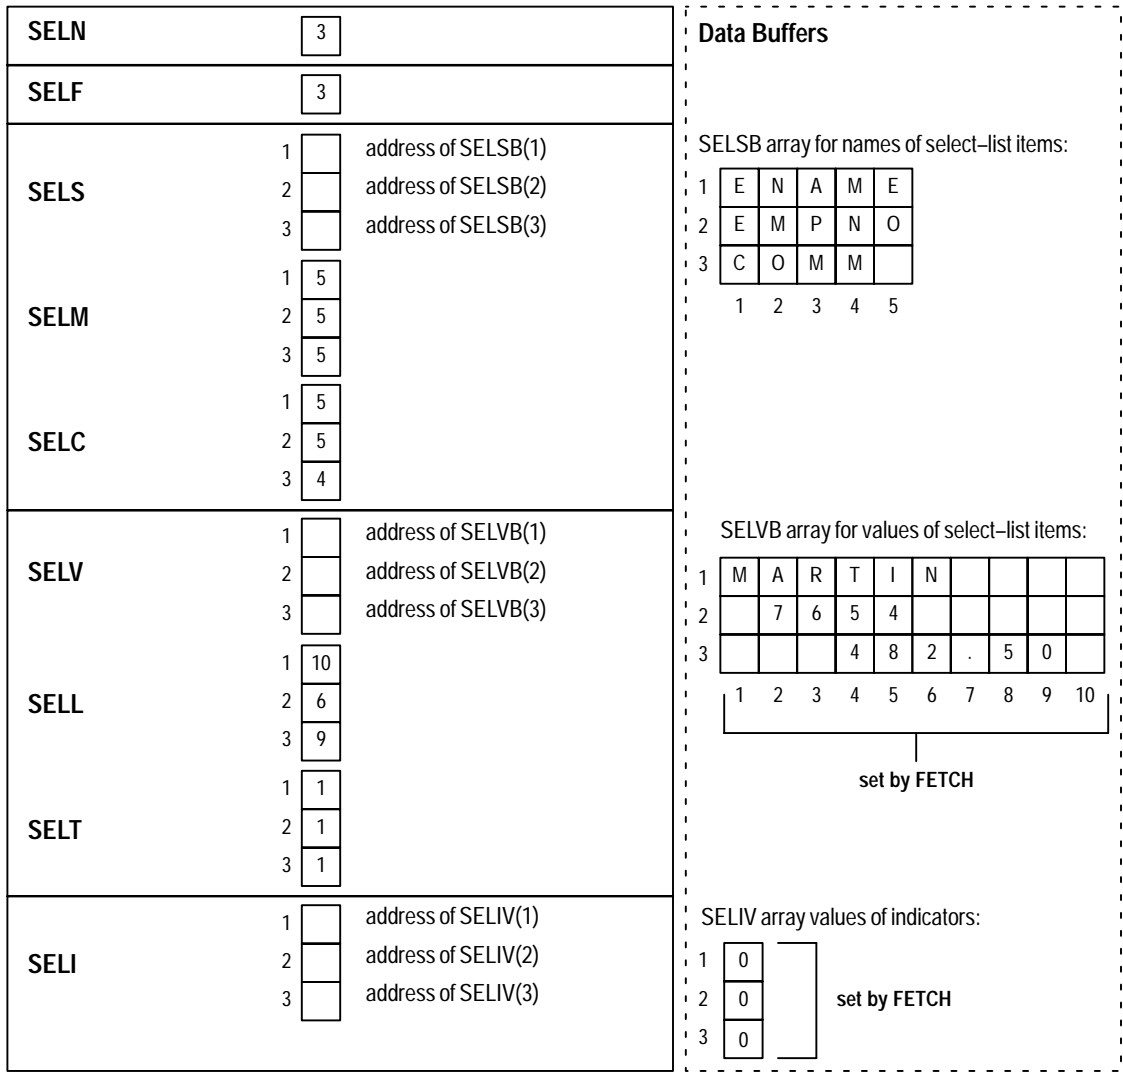 SELN 3
SELF 3
1 address of SELSB(1)
SELS 2 address of SELSB(2)
3 address of SELSB(3)
1 5
SELM 2 5
3 5
1 5
SELC 2 5
3 4
1 address of SELVB(1)
SELV 2 address of SELVB(2)
3 address of SELVB(3)
1 10
SELL 2 6
3 9
1 1
SELT 2 1
3 1
1 address of SELIV(1)
SELI 2 address of SELIV(2)
3 address of SELIV(3)
Data Buffers
SELSB array for names of select–list items:
1 E N A M E
2 E M P N O
3 C O M M
1 2 3 4 5
SELVB array for values of select–list items:
1 M A R T I N
2 7 6 5 4
3 4 8 2 . 5 0
1 2 3 4 5 6 7 8 9 10
set by FETCH
SELIV array values of indicators:
1 0
2 0 set by FETCH
3 0